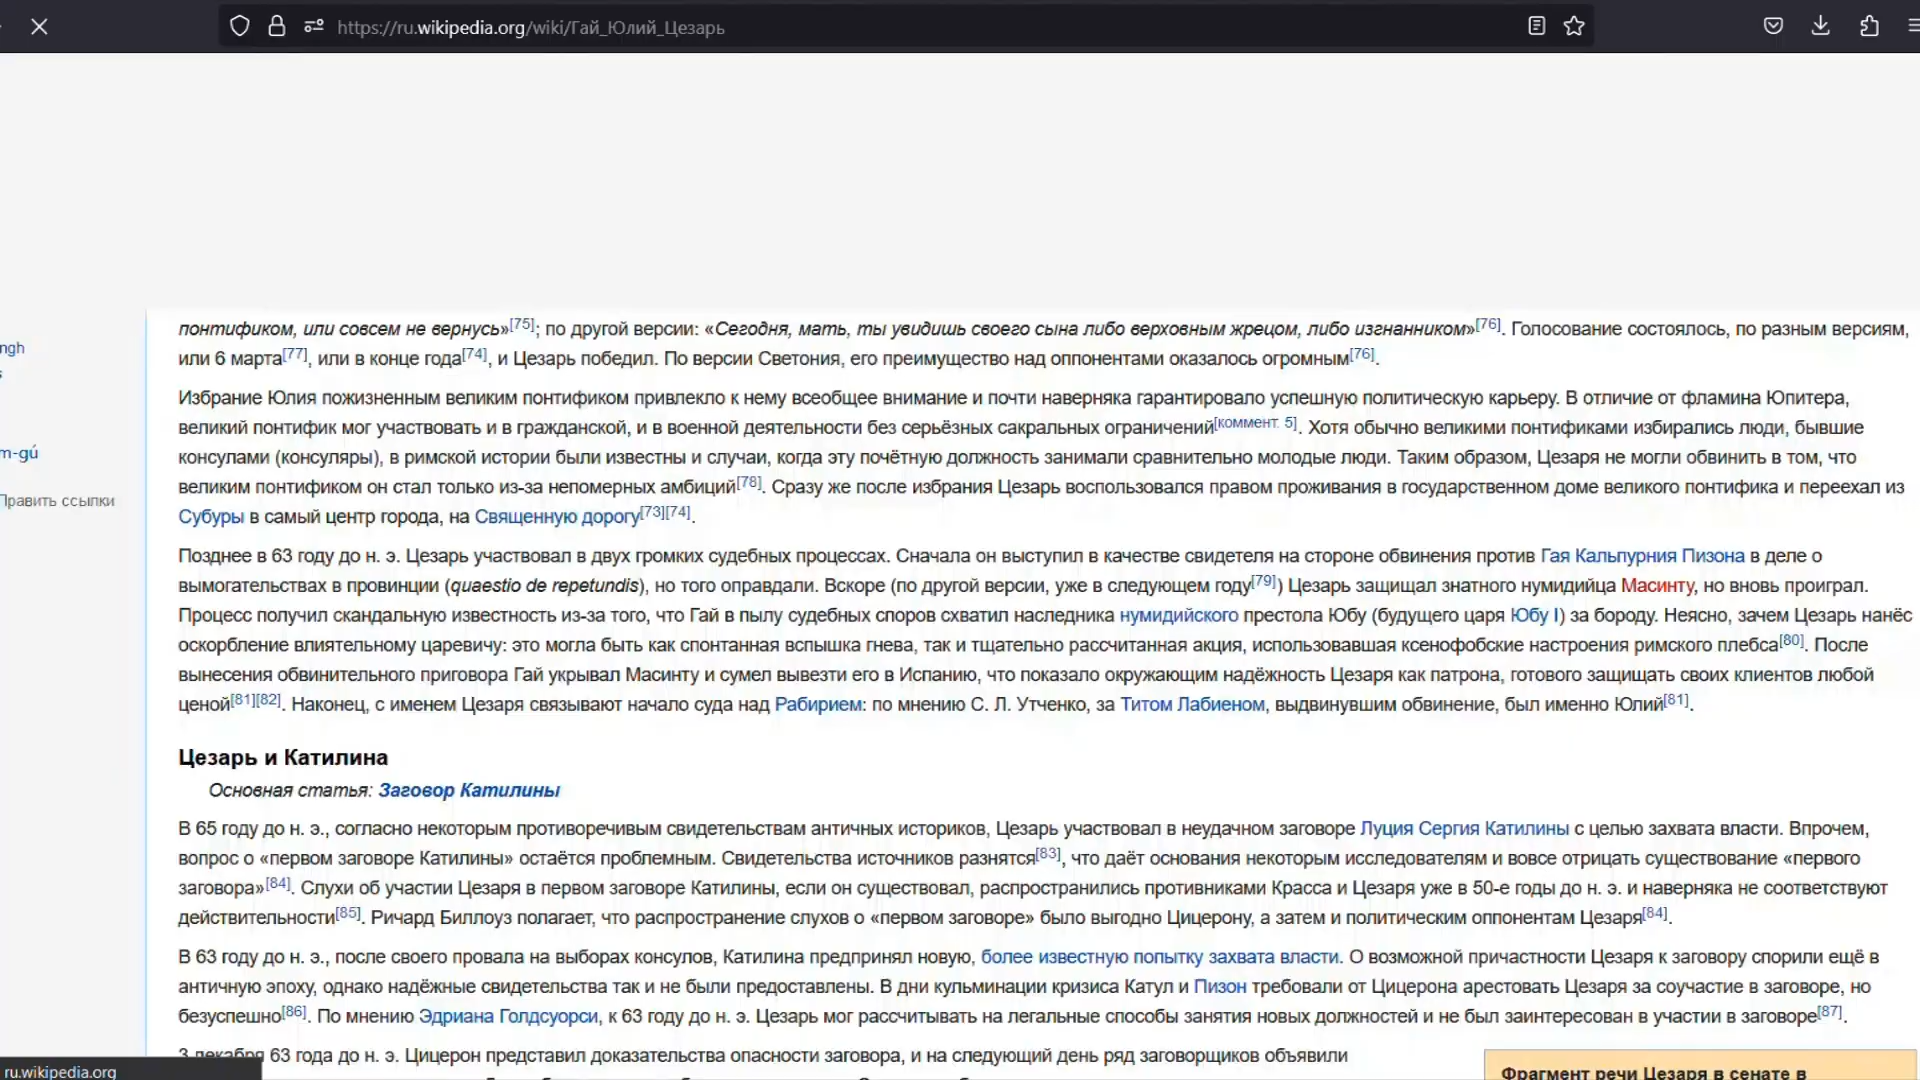 https://ru.wikipedia.org/wiki/Гай_Юлий_Цезарь
ngh
m-gú
Править ссылки
понтификом, или совсем не вернусь»[75]; по другой версии: «Сегодня, мать, ты увидишь своего сына либо верховным жрецом, либо изгнанником»[76]. Голосование состоялось, по разным версиям,
или 6 марта[77], или в конце года[74], и Цезарь победил. По версии Светония, его преимущество над оппонентами оказалось огромным[76].
Избрание Юлия пожизненным великим понтификом привлекло к нему всеобщее внимание и почти наверняка гарантировало успешную политическую карьеру. В отличие от фламина Юпитера,
великий понтифик мог участвовать и в гражданской, и в военной деятельности без серьёзных сакральных ограничений[коммент. 5]. Хотя обычно великими понтификами избирались люди, бывшие
консулами (консуляры), в римской истории были известны и случаи, когда эту почётную должность занимали сравнительно молодые люди. Таким образом, Цезаря не могли обвинить в том, что
великим понтификом он стал только из-за непомерных амбиций[78]. Сразу же после избрания Цезарь воспользовался правом проживания в государственном доме великого понтифика и переехал из
Субуры в самый центр города, на Священную дорогу[73][74].
Позднее в 63 году до н. э. Цезарь участвовал в двух громких судебных процессах. Сначала он выступил в качестве свидетеля на стороне обвинения против Гая Кальпурния Пизона в деле о
вымогательствах в провинции (quaestio de repetundis), но того оправдали. Вскоре (по другой версии, уже в следующем году[79]) Цезарь защищал знатного нумидийца Масинту, но вновь проиграл.
Процесс получил скандальную известность из-за того, что Гай в пылу судебных споров схватил наследника нумидийского престола Юбу (будущего царя Юбу I) за бороду. Неясно, зачем Цезарь нанёс
оскорбление влиятельному царевичу: это могла быть как спонтанная вспышка гнева, так и тщательно рассчитанная акция, использовавшая ксенофобские настроения римского плебса[80]. После
вынесения обвинительного приговора Гай укрывал Масинту и сумел вывезти его в Испанию, что показало окружающим надёжность Цезаря как патрона, готового защищать своих клиентов любой
ценой[81][82]. Наконец, с именем Цезаря связывают начало суда над Рабирием: по мнению С. Л. Утченко, за Титом Лабиеном, выдвинувшим обвинение, был именно Юлий[81].
Цезарь и Катилина
Основная статья: Заговор Катилины
В 65 году до н. э., согласно некоторым противоречивым свидетельствам античных историков, Цезарь участвовал в неудачном заговоре Луция Сергия Катилины с целью захвата власти. Впрочем,
вопрос о «первом заговоре Катилины» остаётся проблемным. Свидетельства источников разнятся[83], что даёт основания некоторым исследователям и вовсе отрицать существование «первого
заговора»[84]. Слухи об участии Цезаря в первом заговоре Катилины, если он существовал, распространились противниками Красса и Цезаря уже в 50-е годы до н. э. и наверняка не соответствуют
действительности[85]. Ричард Биллоуз полагает, что распространение слухов о «первом заговоре» было выгодно Цицерону, а затем и политическим оппонентам Цезаря[84].
В 63 году до н. э., после своего провала на выборах консулов, Катилина предпринял новую, более известную попытку захвата власти. О возможной причастности Цезаря к заговору спорили ещё в
античную эпоху, однако надёжные свидетельства так и не были предоставлены. В дни кульминации кризиса Катул и Пизон требовали от Цицерона арестовать Цезаря за соучастие в заговоре, но
безуспешно[86]. По мнению Эдриана Голдсуорси, к 63 году до н. э. Цезарь мог рассчитывать на легальные способы занятия новых должностей и не был заинтересован в участии в заговоре[87].
3 декабря 63 года до н. э. Цицерон представил доказательства опасности заговора, и на следующий день ряд заговорщиков объявили
Фрагмент речи Цезаря в сенате в
ru.wikipedia.org